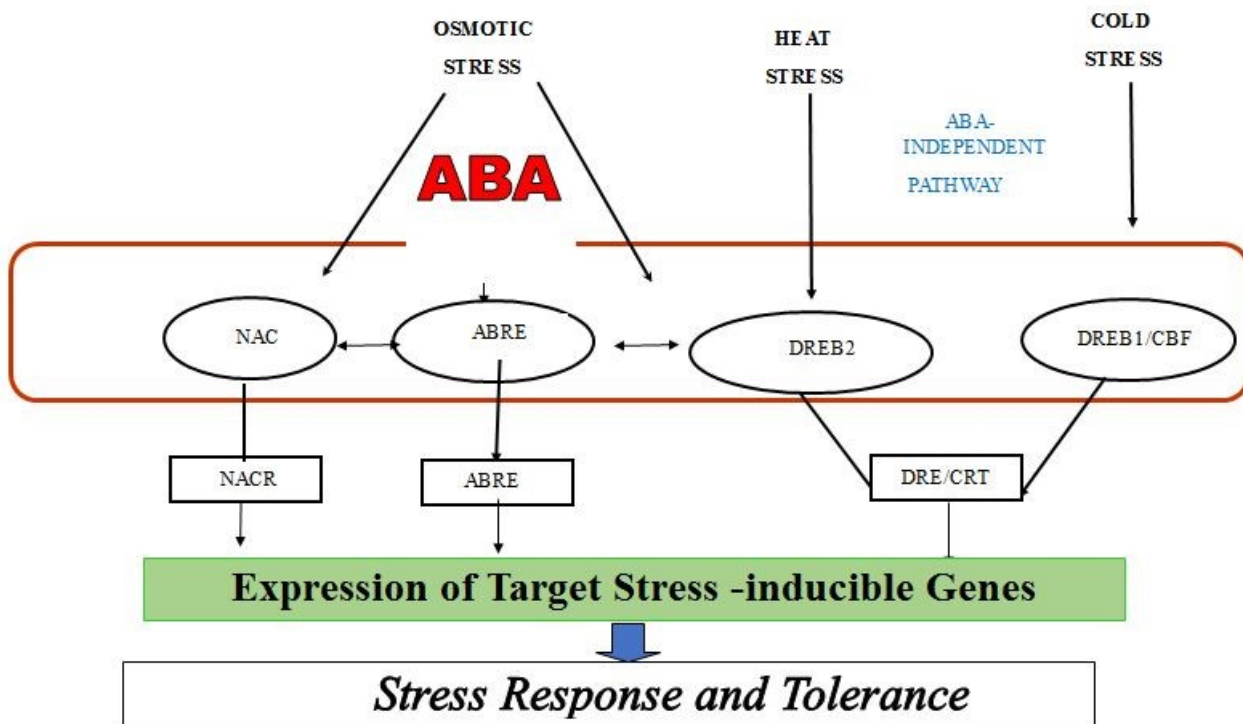 OSMOTIC
STRESS
HEAT
STRESS
COLD
STRESS
ABA-
INDEPENDENT
PATHWAY
ABA
NAC
ABRE
DREB2
DREB1/CBF
NACR
ABRE
DRE/CRT
Expression of Target Stress -inducible Genes
Stress Response and Tolerance